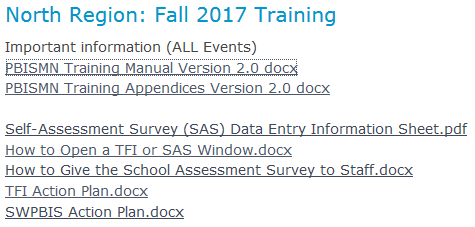 North Region: Fall 2017 Training
Important information (ALL Events)
PBISMN Training Manual Version 2.0 docx
PBISMN Training Appendices Version 2.0 docx
Self-Assessment Survey (SAS) Data Entry Information Sheet.pdf
How to Open a TFI or SAS Window.docx
How to Give the School Assessment Survey to Staff.docx
TFI Action Plan.docx
SWPBIS Action Plan.docx